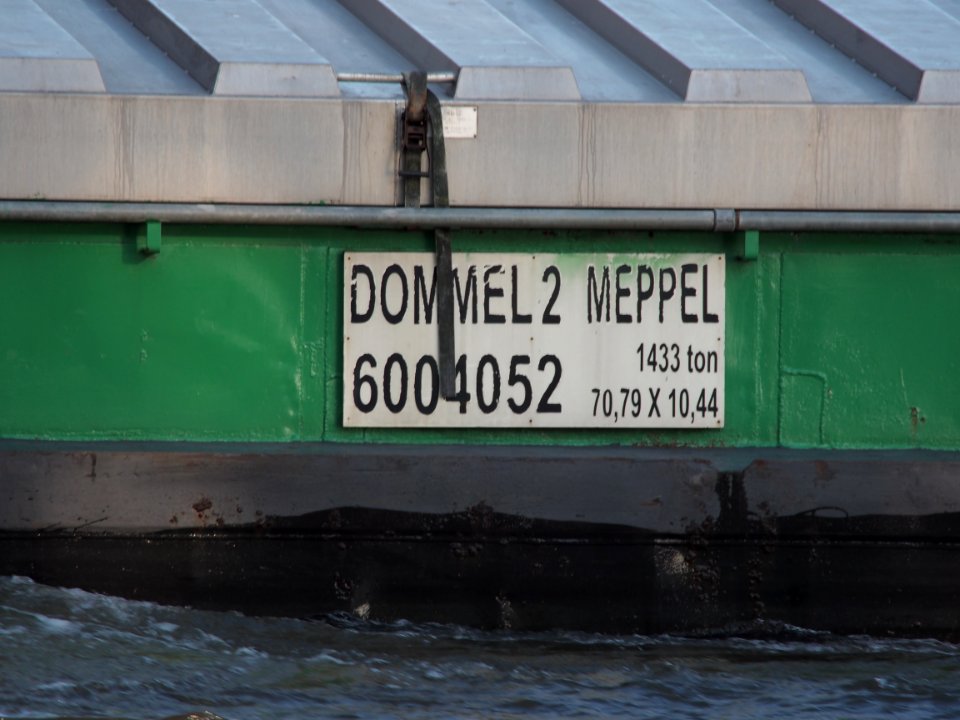 DOMMEL 2 MEPPEL
6004052 1433 ton
70,79 X 10,44